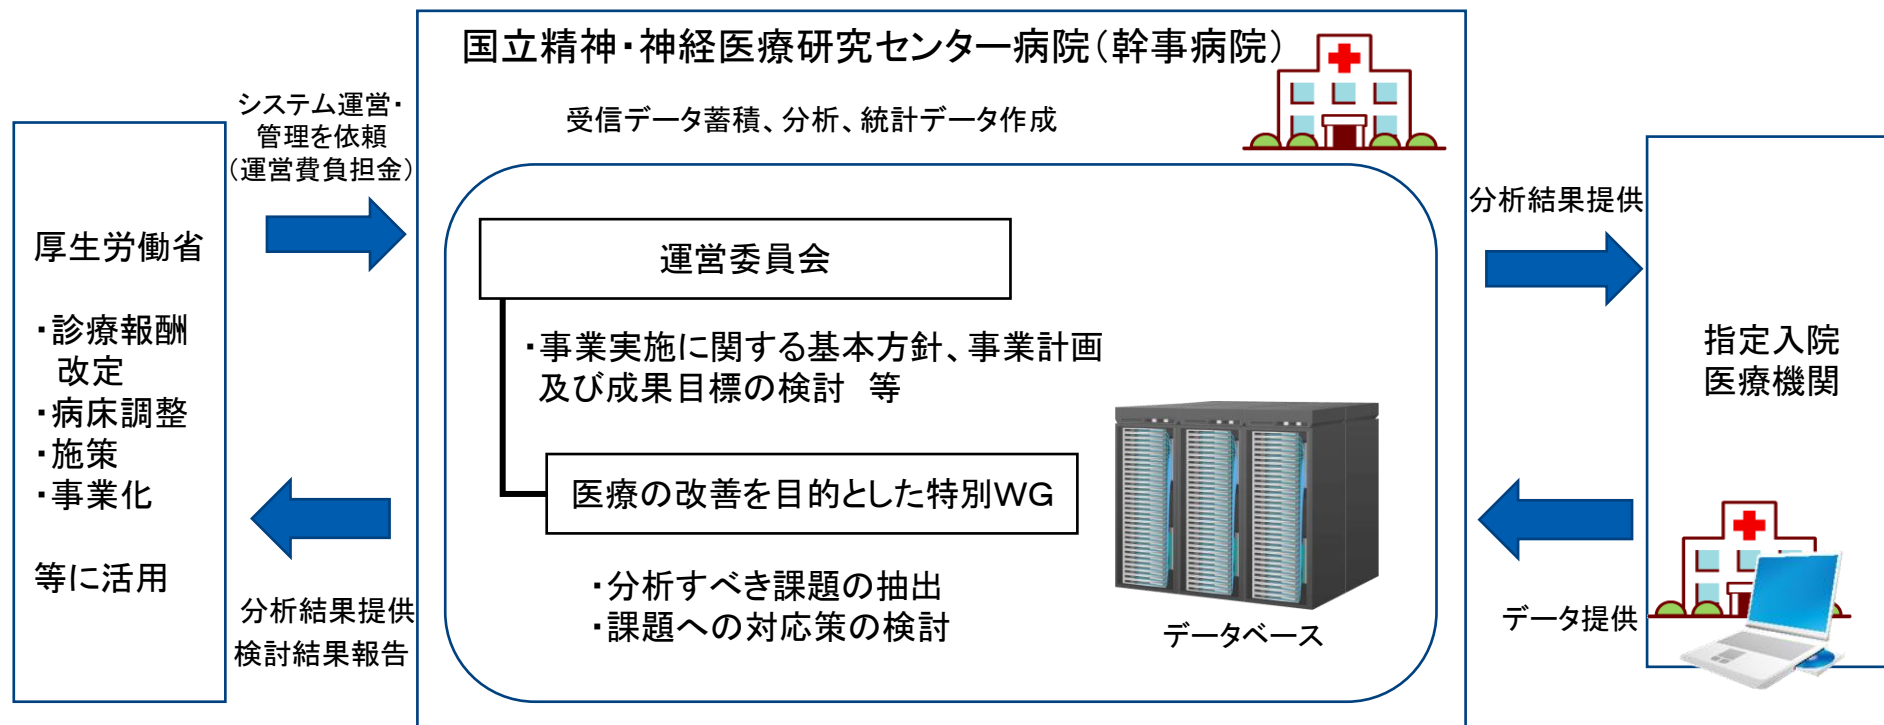 国立精神・神経医療研究センター病院（幹事病院）
受信データ蓄積、分析、統計データ作成
システム運営・
管理を依頼
（運営費負担金）
厚生労働省
・診療報酬
改定
・病床調整
・施策
・事業化
等に活用
分析結果提供
検討結果報告
運営委員会
・事業実施に関する基本方針、事業計画
及び成果目標の検討　等
医療の改善を目的とした特別ＷＧ
・分析すべき課題の抽出
・課題への対応策の検討
データベース
分析結果提供
指定入院
医療機関
データ提供